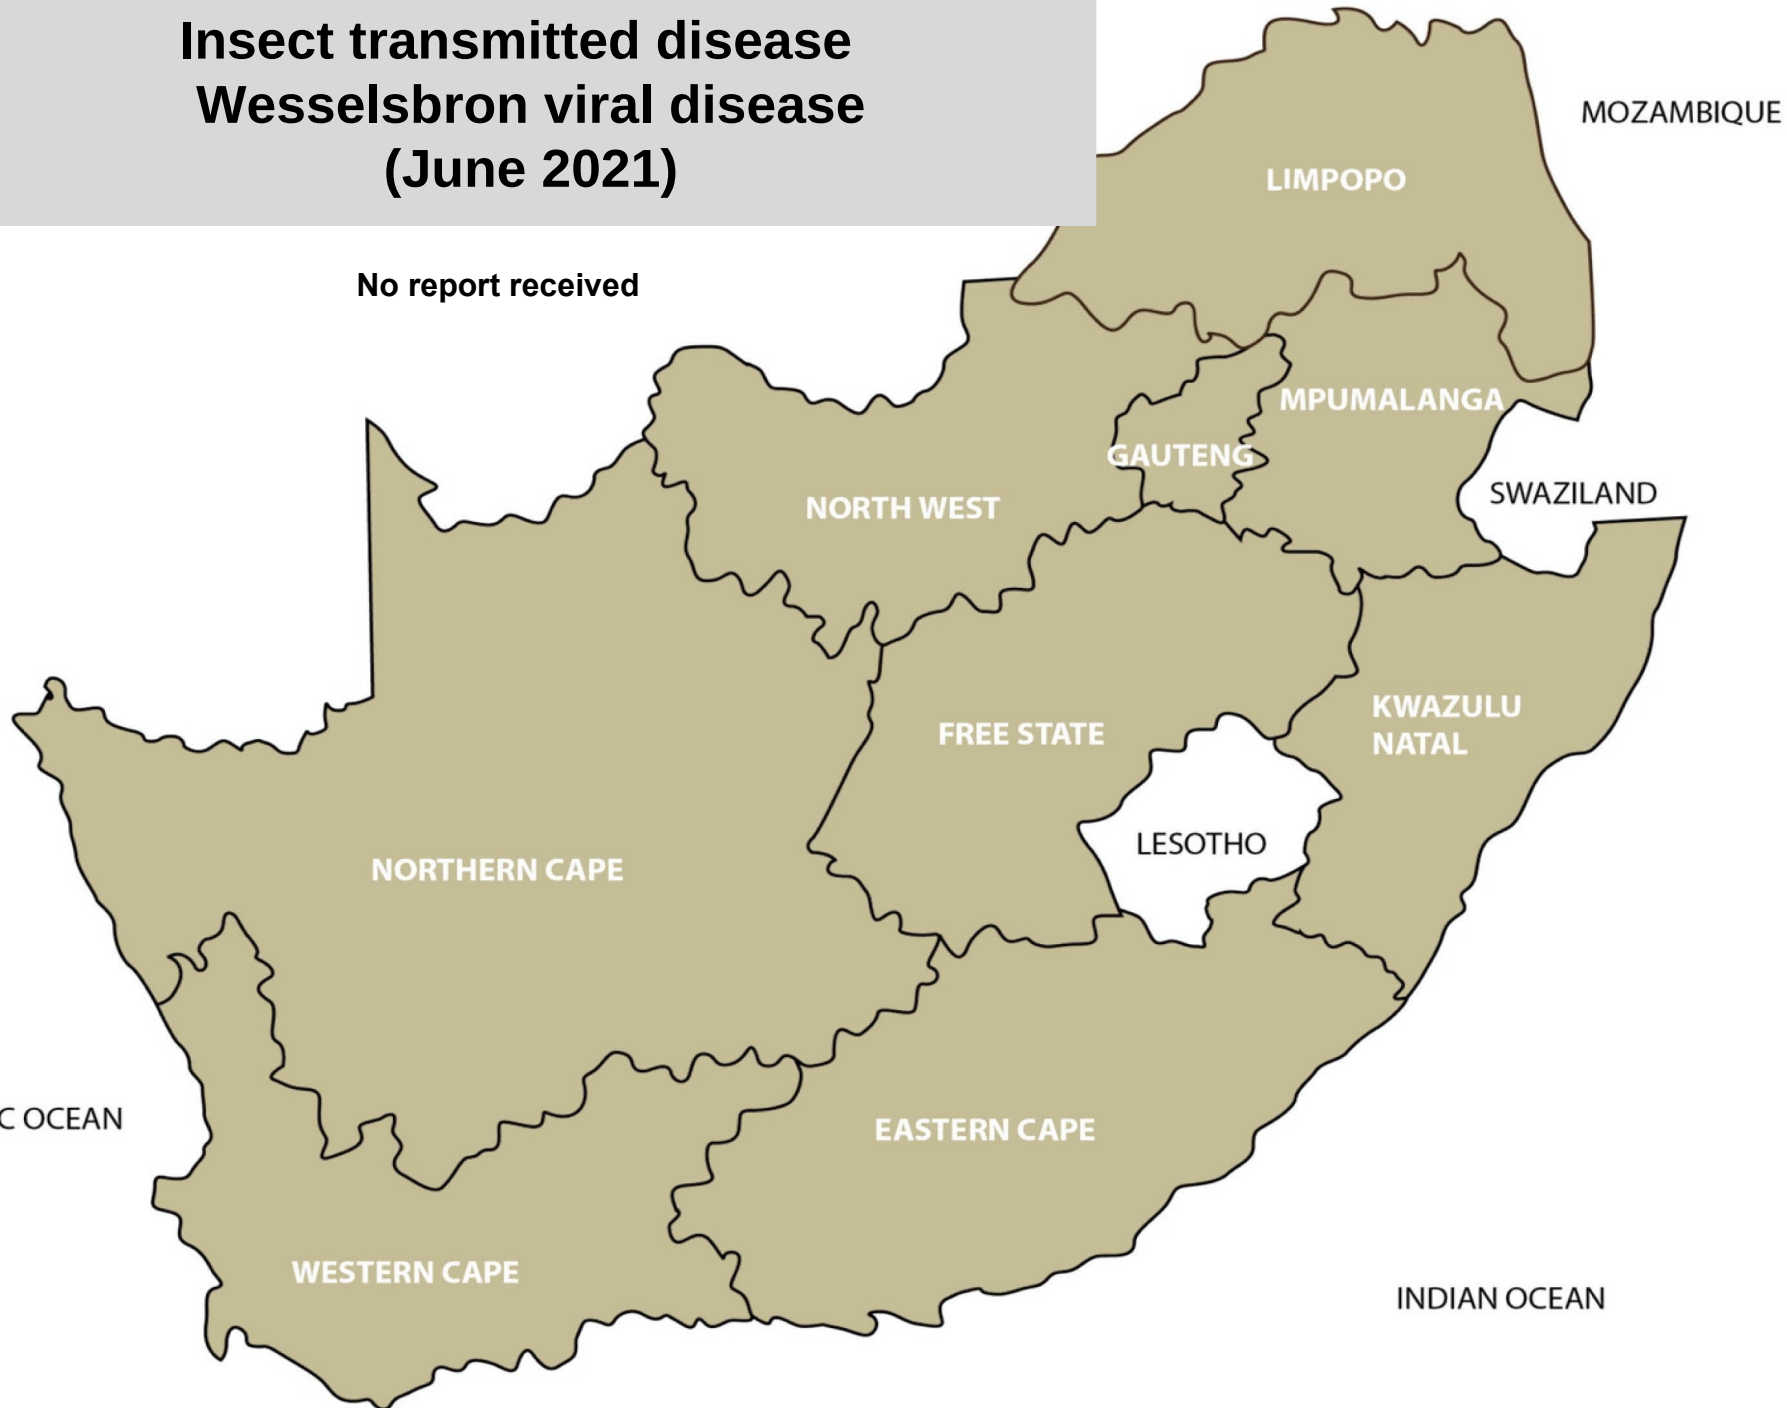 Insect transmitted disease
Wesselsbron viral disease
(June 2021)
MOZAMBIQUE
LIMPOPO
No report received
MPUMALANGA
GAUTENG
SWAZILAND
NORTH WEST
KWAZULU
NATAL
FREE STATE
LESOTHO
NORTHERN CAPE
C OCEAN
EASTERN CAPE
WESTERN CAPE
INDIAN OCEAN